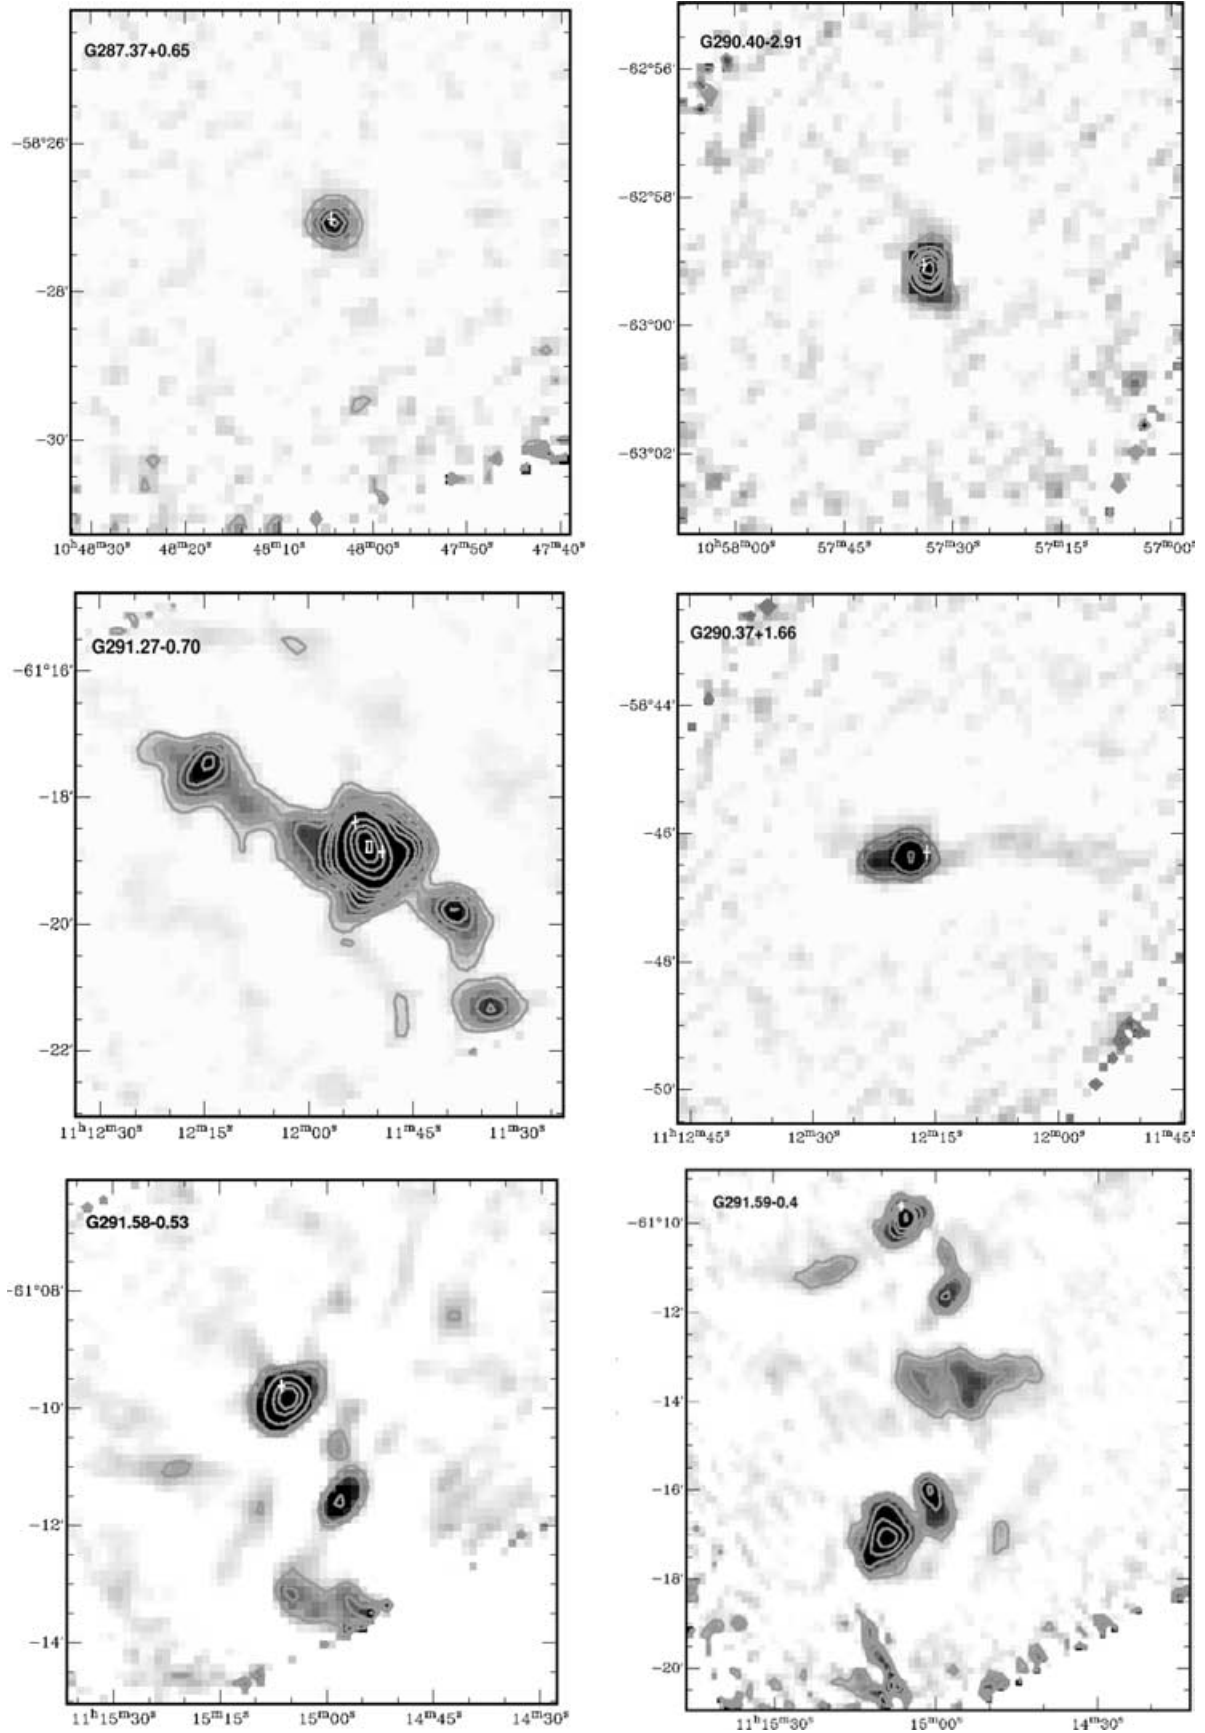 G287.37+0.65
−58°26′
−28′
−30′
10ʰ48ᵐ30ˢ 48ᵐ20ˢ 48ᵐ10ˢ 48ᵐ00ˢ 47ᵐ50ˢ 47ᵐ40ˢ
G290.40-2.91
−62°56′
−62°58′
−63°00′
−63°02′
10ʰ58ᵐ00ˢ 57ᵐ45ˢ 57ᵐ30ˢ 57ᵐ15ˢ 57ᵐ00ˢ
G291.27-0.70
−61°16′
−18′
−20′
−22′
11ʰ12ᵐ30ˢ 12ᵐ15ˢ 12ᵐ00ˢ 11ᵐ45ˢ 11ᵐ30ˢ
G290.37+1.66
−58°44′
−46′
−48′
−50′
11ʰ12ᵐ45ˢ 12ᵐ30ˢ 12ᵐ15ˢ 12ᵐ00ˢ 11ᵐ45ˢ
G291.58-0.53
−61°08′
−10′
−12′
−14′
11ʰ15ᵐ30ˢ 15ᵐ15ˢ 15ᵐ00ˢ 14ᵐ45ˢ 14ᵐ30ˢ
G291.59-0.4
−61°10′
−12′
−14′
−16′
−18′
−20′
11ʰ15ᵐ30ˢ 15ᵐ00ˢ 14ᵐ30ˢ